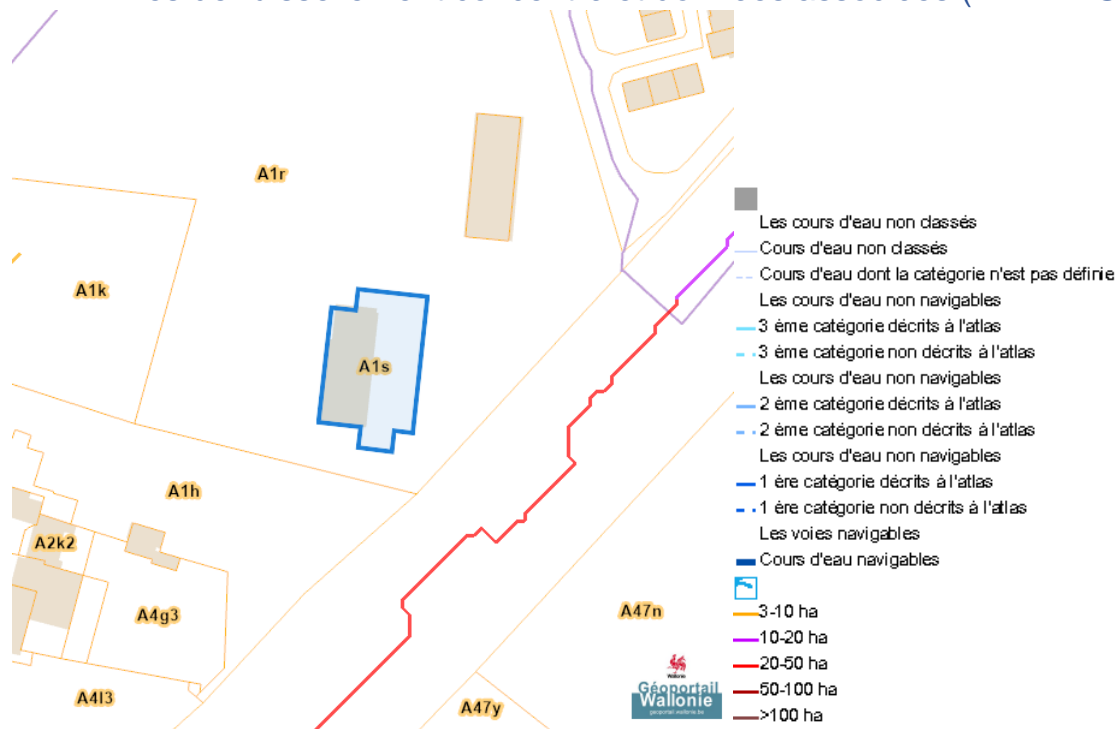 A1r
A1k
A1s
A1h
A2k2
A4g3
A4l3
A47n
A47y
Wallonie
Géoportail
Wallonie
geoportail.wallonie.be
Les cours d'eau non classés
Cours d'eau non classés
Cours d'eau dont la catégorie n'est pas définie
Les cours d'eau non navigables
3 ème catégorie décrits à l'atlas
3 ème catégorie non décrits à l'atlas
Les cours d'eau non navigables
2 ème catégorie décrits à l'atlas
2 ème catégorie non décrits à l'atlas
Les cours d'eau non navigables
1 ère catégorie décrits à l'atlas
1 ère catégorie non décrits à l'atlas
Les voies navigables
Cours d'eau navigables
3-10 ha
10-20 ha
20-50 ha
50-100 ha
>100 ha